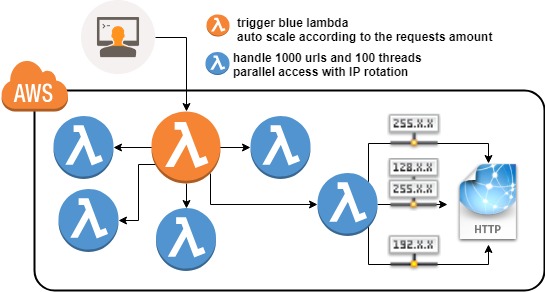 trigger blue lambda
auto scale according to the requests amount
handle 1000 urls and 100 threads
parallel access with IP rotation
AWS
255.X.X
128.X.X
255.X.X
192.X.X
HTTP